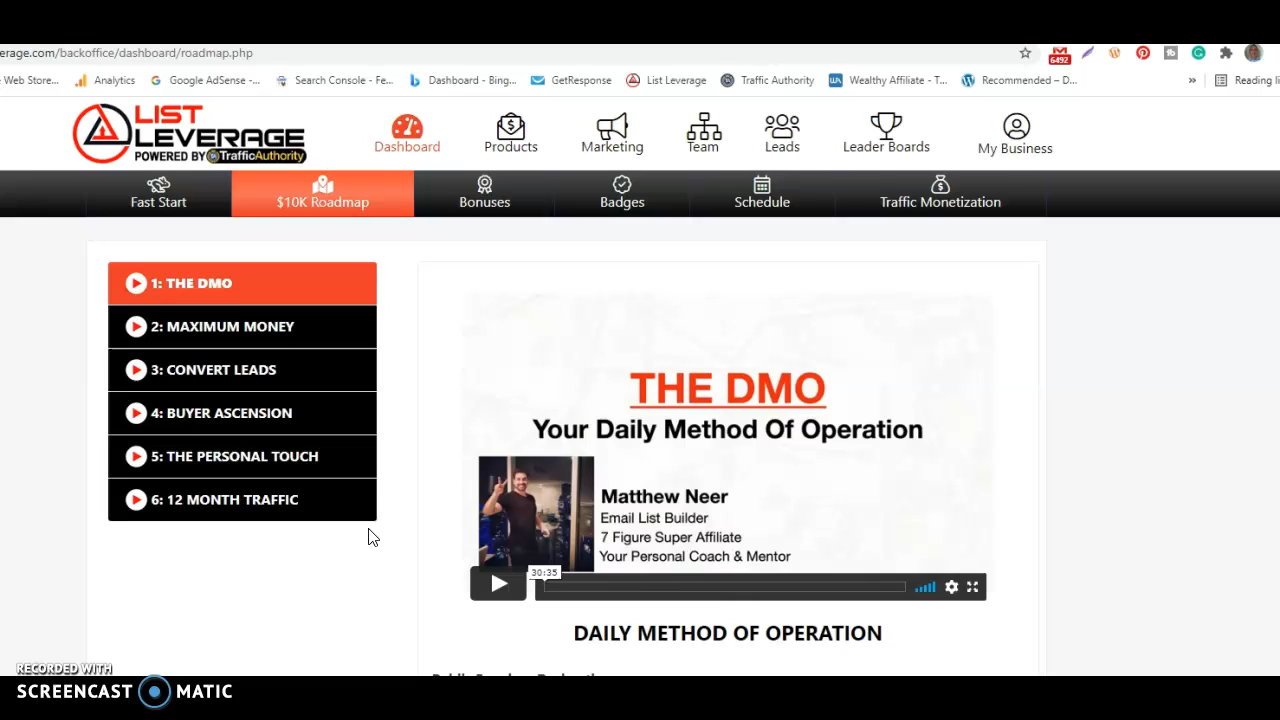 erage.com/backoffice/dashboard/roadmap.php
6492
Web Store... Analytics Google AdSense -... Search Console - Fe... Dashboard - Bing... GetResponse List Leverage Traffic Authority Wealthy Affiliate - T... Recommended – D... » Reading li
LIST
LEVERAGE
POWERED BY TrafficAuthority
Dashboard Products Marketing Team Leads Leader Boards My Business
Fast Start $10K Roadmap Bonuses Badges Schedule Traffic Monetization
1: THE DMO
2: MAXIMUM MONEY
3: CONVERT LEADS
4: BUYER ASCENSION
5: THE PERSONAL TOUCH
6: 12 MONTH TRAFFIC
THE DMO
Your Daily Method Of Operation
Matthew Neer
Email List Builder
7 Figure Super Affiliate
Your Personal Coach & Mentor
30:35
DAILY METHOD OF OPERATION
RECORDED WITH
SCREENCAST MATIC